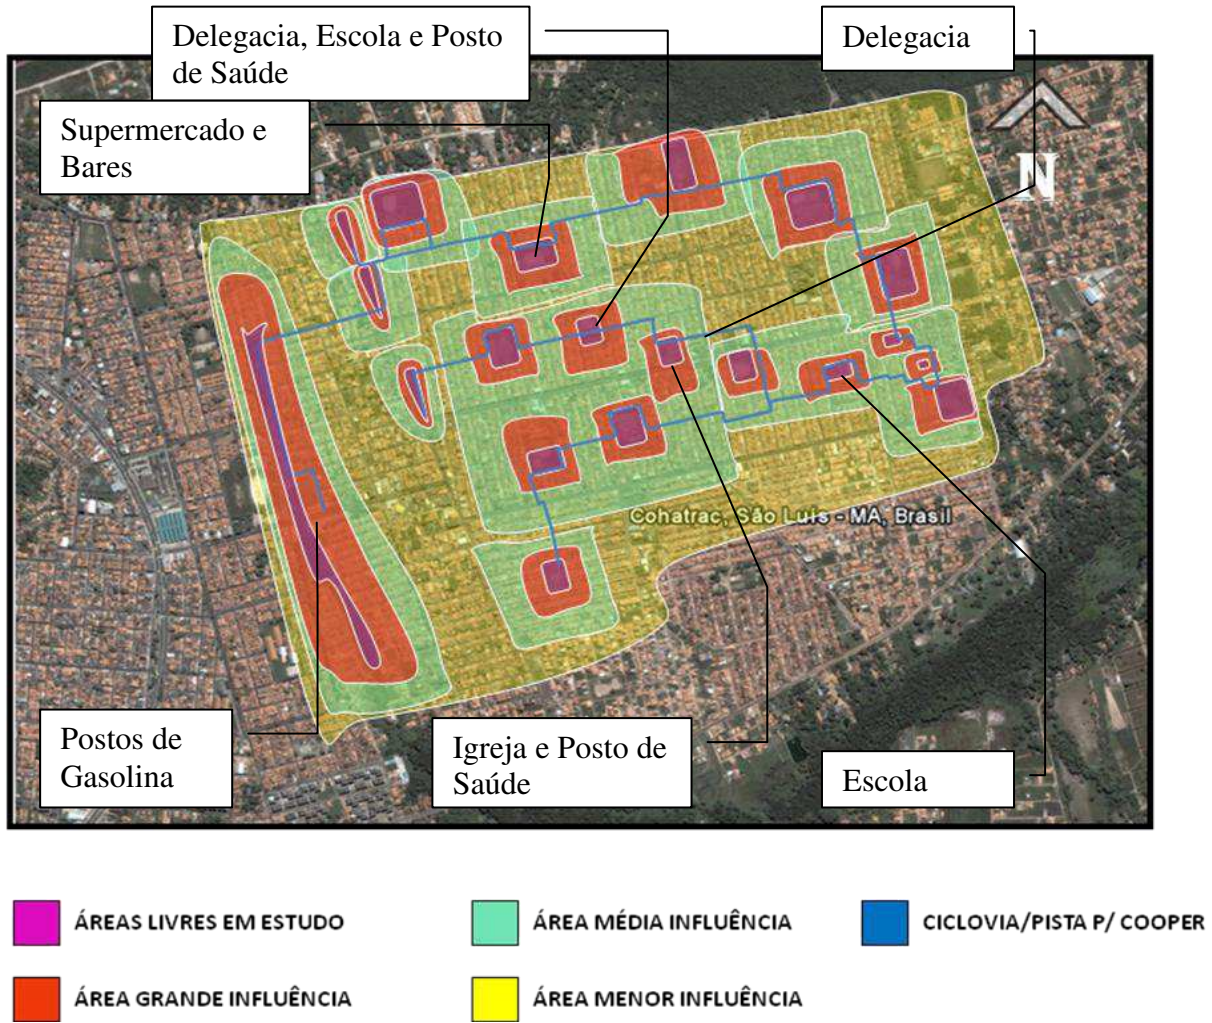 Delegacia, Escola e Posto
de Saúde
Delegacia
Supermercado e
Bares
N
Cohatrac, São Luís - MA, Brasil
Postos de
Gasolina
Igreja e Posto de
Saúde
Escola
ÁREAS LIVRES EM ESTUDO
ÁREA MÉDIA INFLUÊNCIA
CICLOVIA/PISTA P/ COOPER
ÁREA GRANDE INFLUÊNCIA
ÁREA MENOR INFLUÊNCIA